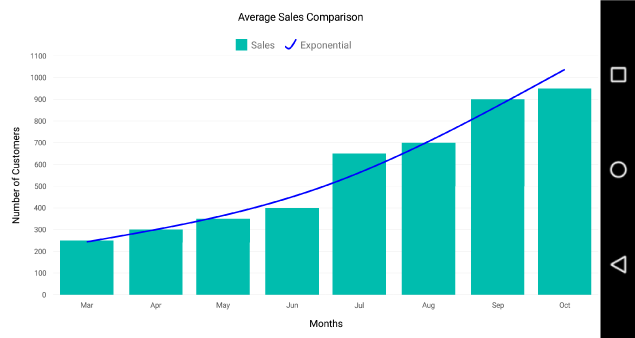 Average Sales Comparison
Sales Exponential
1100
1000
900
800
700
600
500
400
300
200
100
0
Number of Customers
Mar Apr May Jun Jul Aug Sep Oct
Months